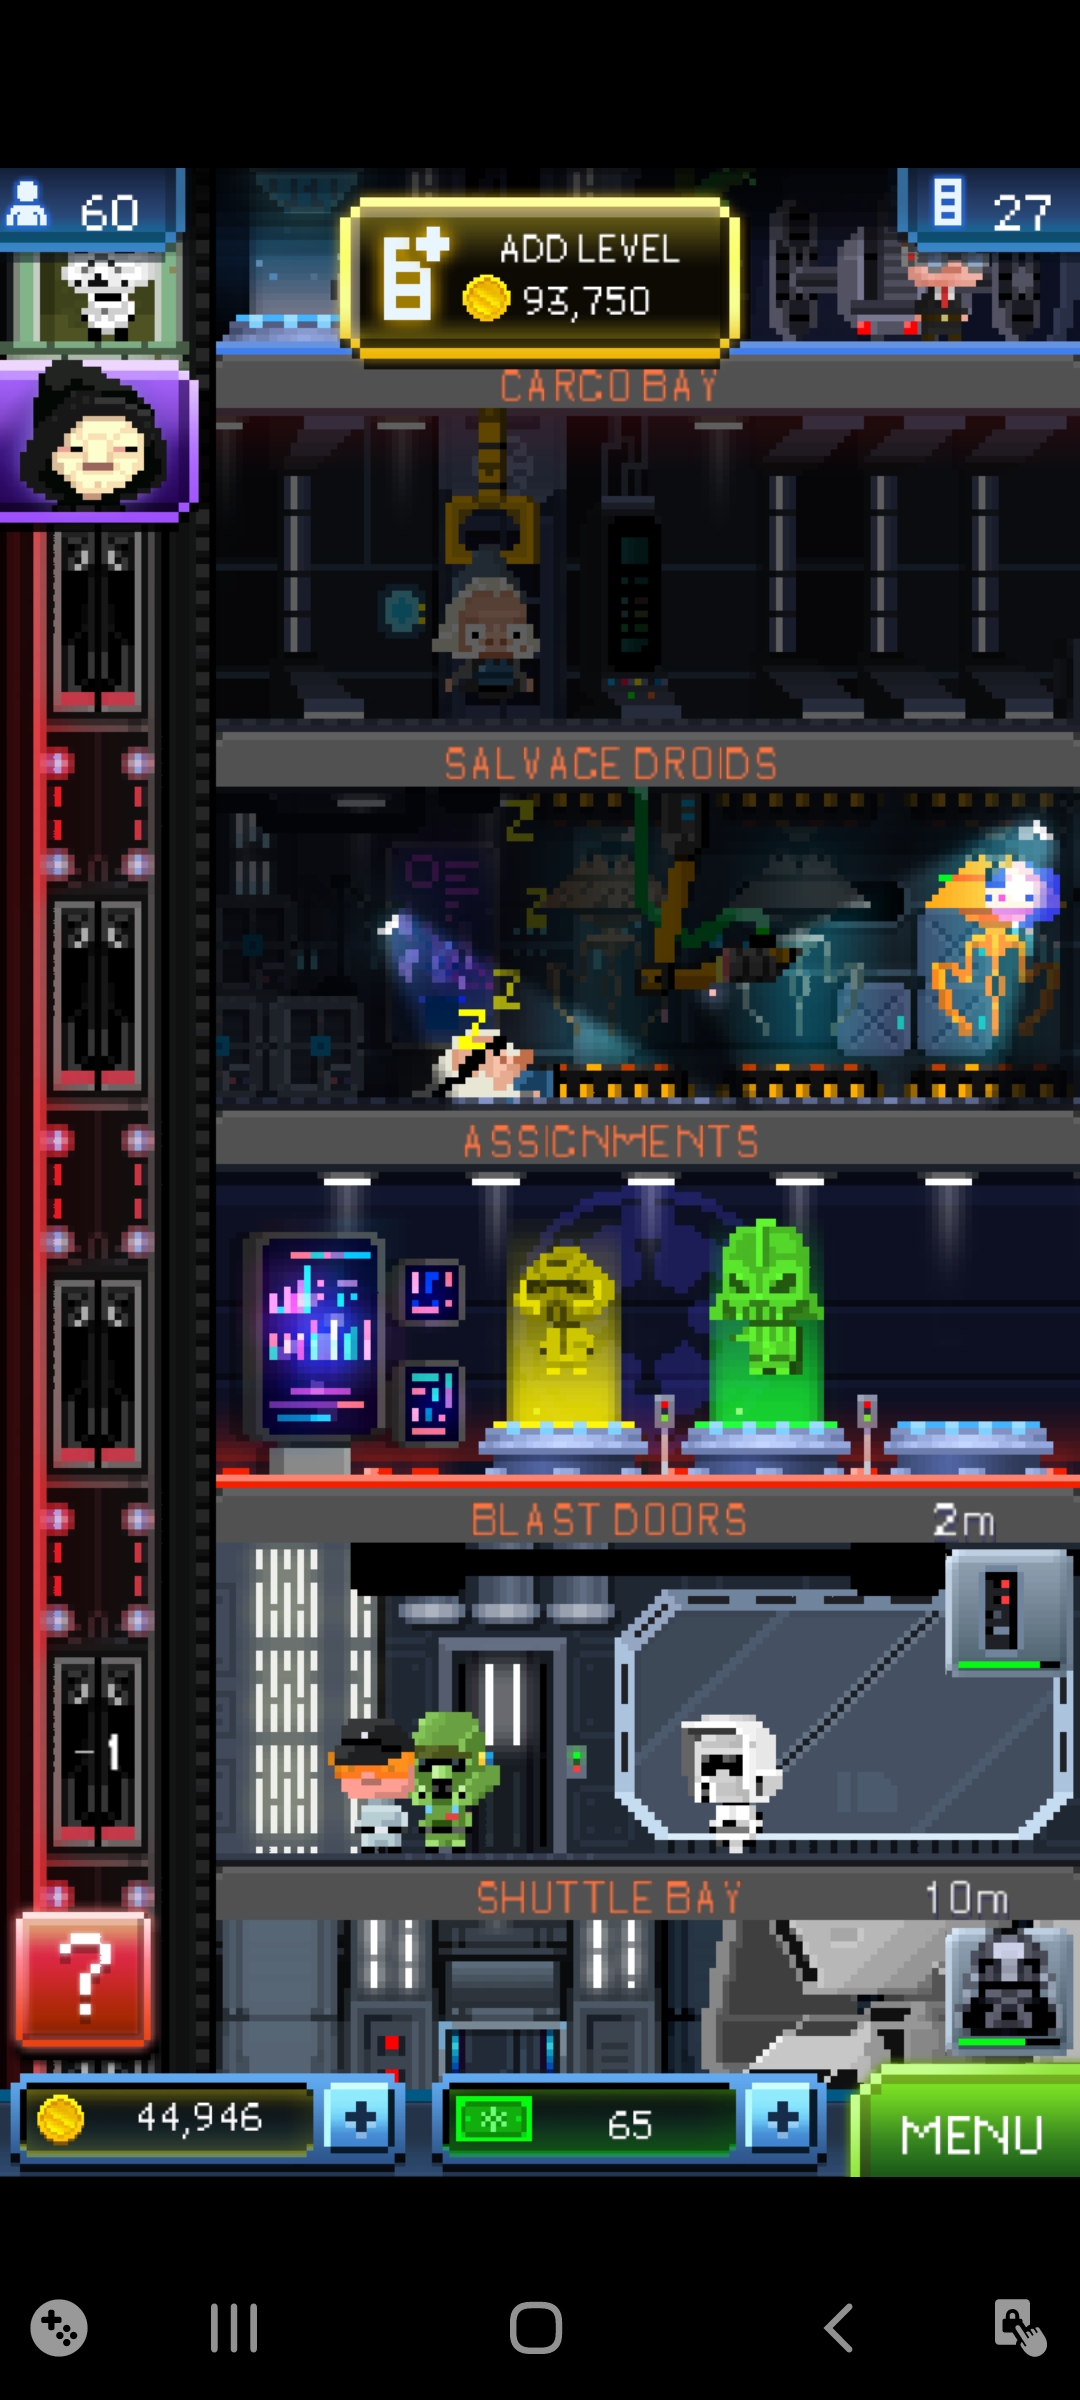 60
27
ADD LEVEL
93,750
CARGO BAY
SALVAGE DROIDS
Z
Z
Z
Z
ASSIGNMENTS
BLAST DOORS 2m
-1
SHUTTLE BAY 10m
?
44,946
65
MENU